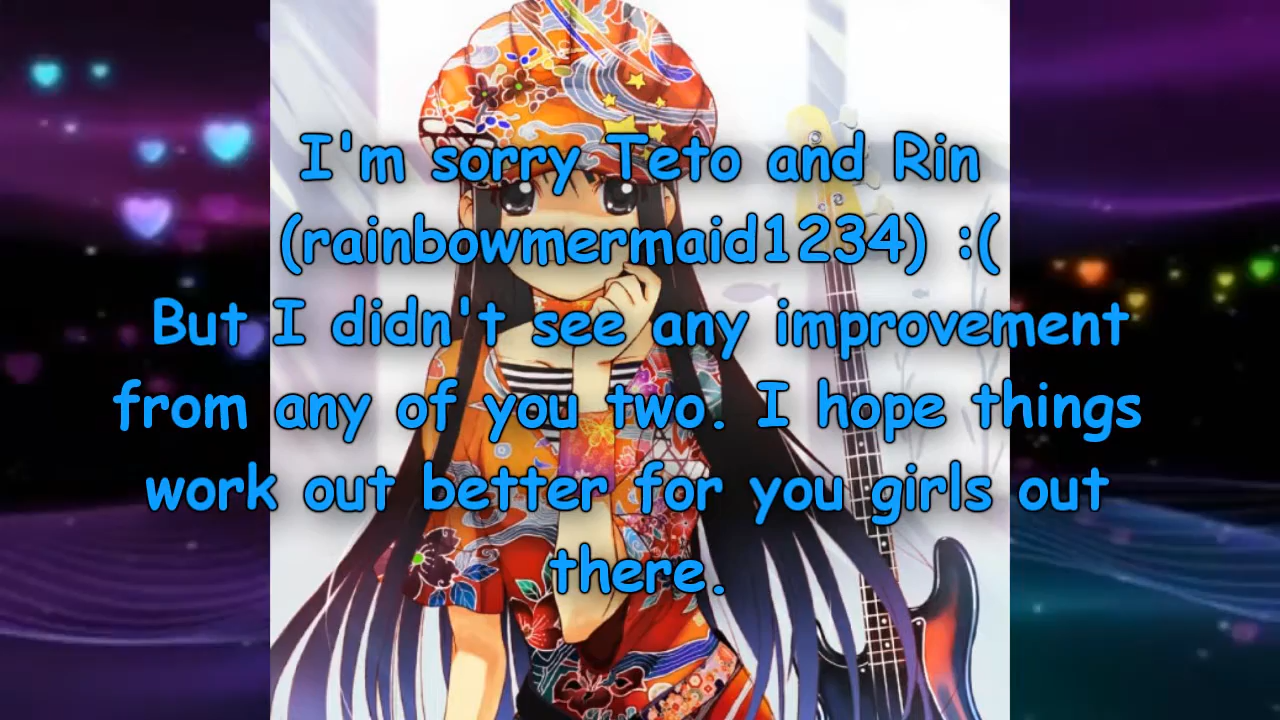 I'm sorry Teto and Rin
(rainbowmermaid1234) :(
But I didn't see any improvement
from any of you two. I hope things
work out better for you girls out
there.